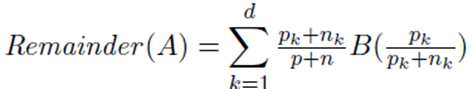 Remainder(A) = \sum_{k=1}^{d} \frac{p_k+n_k}{p+n} B(\frac{p_k}{p_k+n_k})